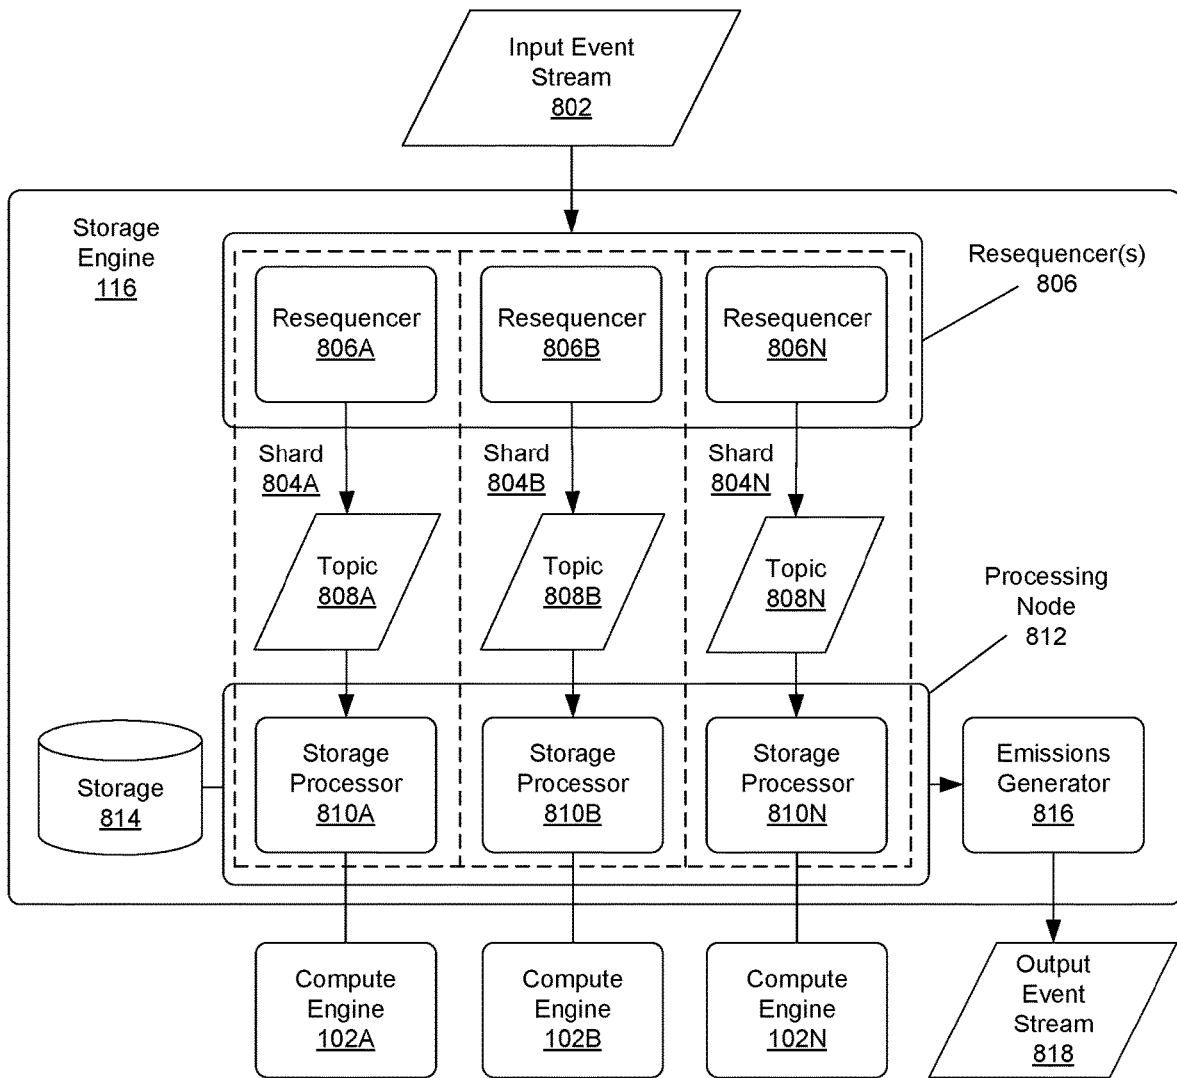 Input Event
Stream
802
Storage
Engine
116
Resequencer(s)
806
Resequencer
806A
Resequencer
806B
Resequencer
806N
Shard
804A
Shard
804B
Shard
804N
Topic
808A
Topic
808B
Topic
808N
Processing
Node
812
Storage
814
Storage
Processor
810A
Storage
Processor
810B
Storage
Processor
810N
Emissions
Generator
816
Compute
Engine
102A
Compute
Engine
102B
Compute
Engine
102N
Output
Event
Stream
818